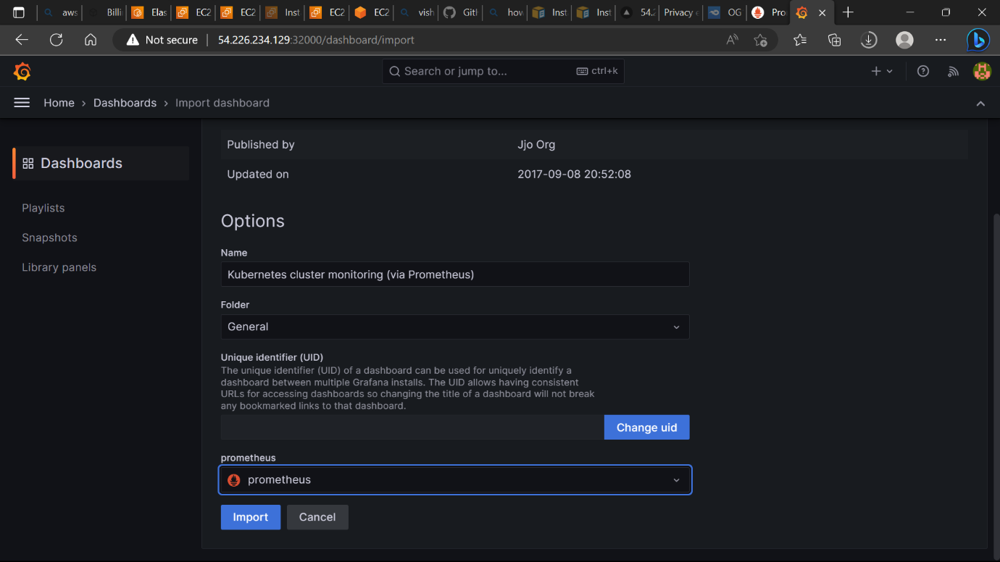 aws
Billi
Elas
EC2
EC2
Inst
EC2
EC2
vish
GitH
how
Inst
Inst
54.2
Privacy e
OG
Pro
Not secure
54.226.234.129:32000/dashboard/import
Search or jump to...
ctrl+k
Home › Dashboards › Import dashboard
Dashboards
Playlists
Snapshots
Library panels
Published by Jjo Org
Updated on 2017-09-08 20:52:08
Options
Name
Kubernetes cluster monitoring (via Prometheus)
Folder
General
Unique identifier (UID)
The unique identifier (UID) of a dashboard can be used for uniquely identify a
dashboard between multiple Grafana installs. The UID allows having consistent
URLs for accessing dashboards so changing the title of a dashboard will not break
any bookmarked links to that dashboard.
Change uid
prometheus
prometheus
Import Cancel